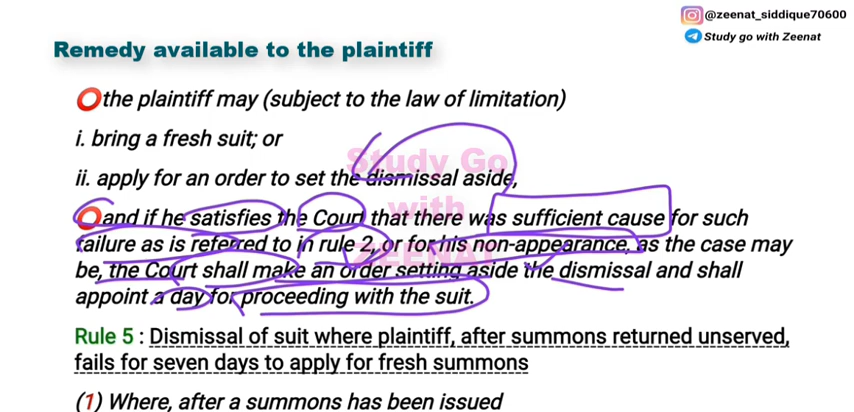 @zeenat_siddique70600
Study go with Zeenat
Remedy available to the plaintiff
the plaintiff may (subject to the law of limitation)
i. bring a fresh suit; or
ii. apply for an order to set the dismissal aside,
and if he satisfies the Court that there was sufficient cause for such
failure as is referred to in rule 2, or for his non-appearance, as the case may
be, the Court shall make an order setting aside the dismissal and shall
appoint a day for proceeding with the suit.
Study Go
with
ZEENAT
Rule 5 : Dismissal of suit where plaintiff, after summons returned unserved,
fails for seven days to apply for fresh summons
(1) Where, after a summons has been issued